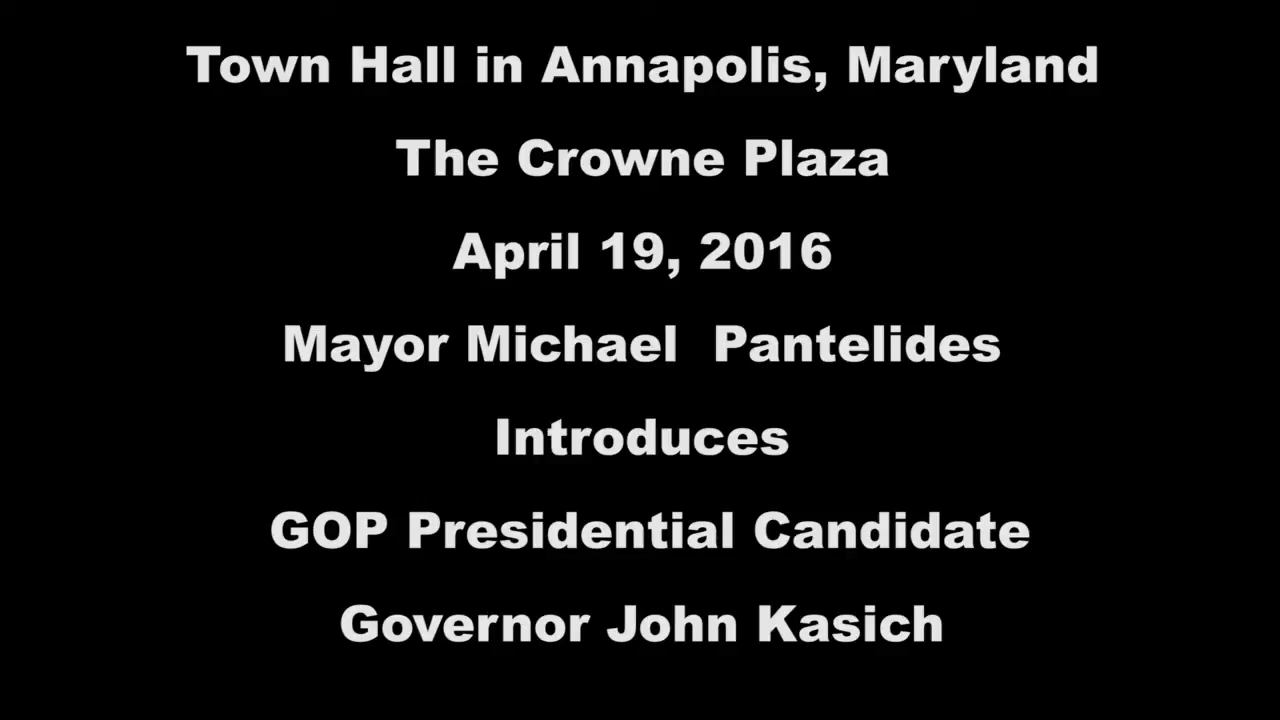 Town Hall in Annapolis, Maryland
The Crowne Plaza
April 19, 2016
Mayor Michael  Pantelides
Introduces
GOP Presidential Candidate
Governor John Kasich